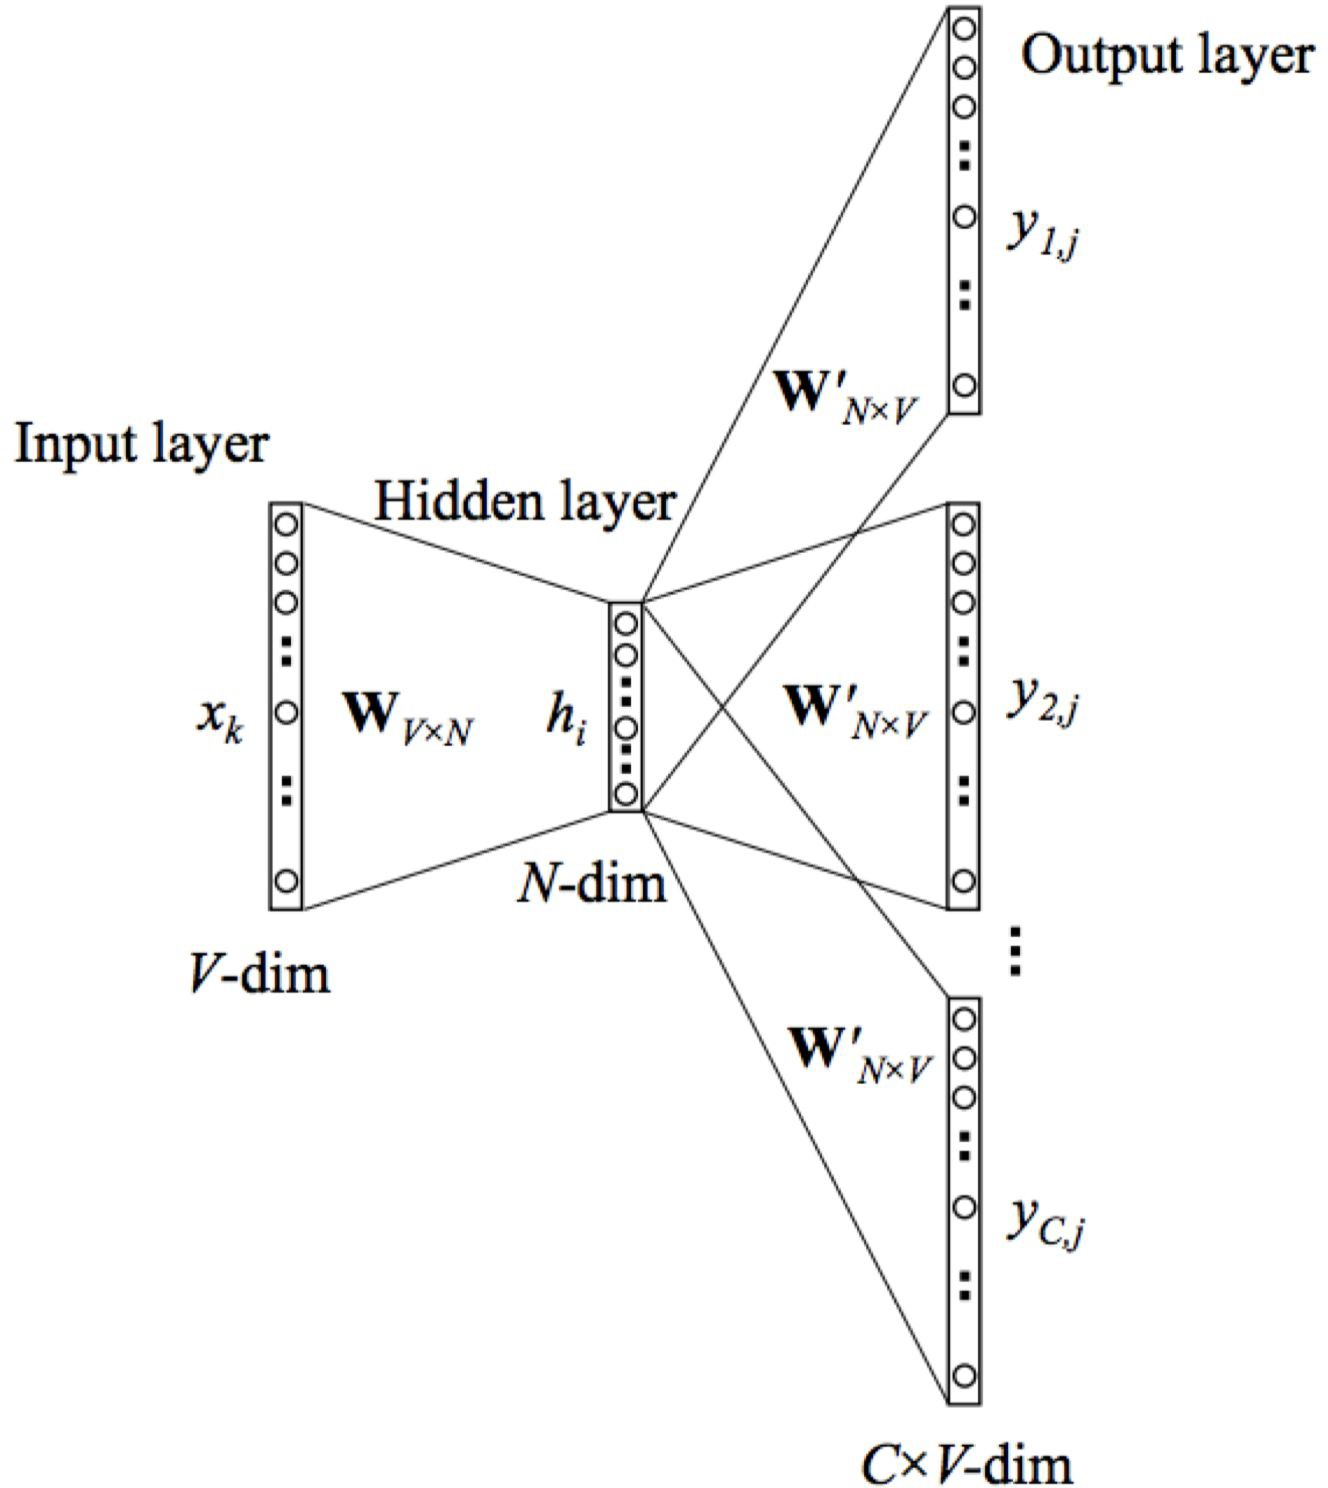 Output layer
y1,j
W'N×V
Input layer
Hidden layer
xk
WV×N
hi
W'N×V
y2,j
N-dim
V-dim
W'N×V
yC,j
C×V-dim